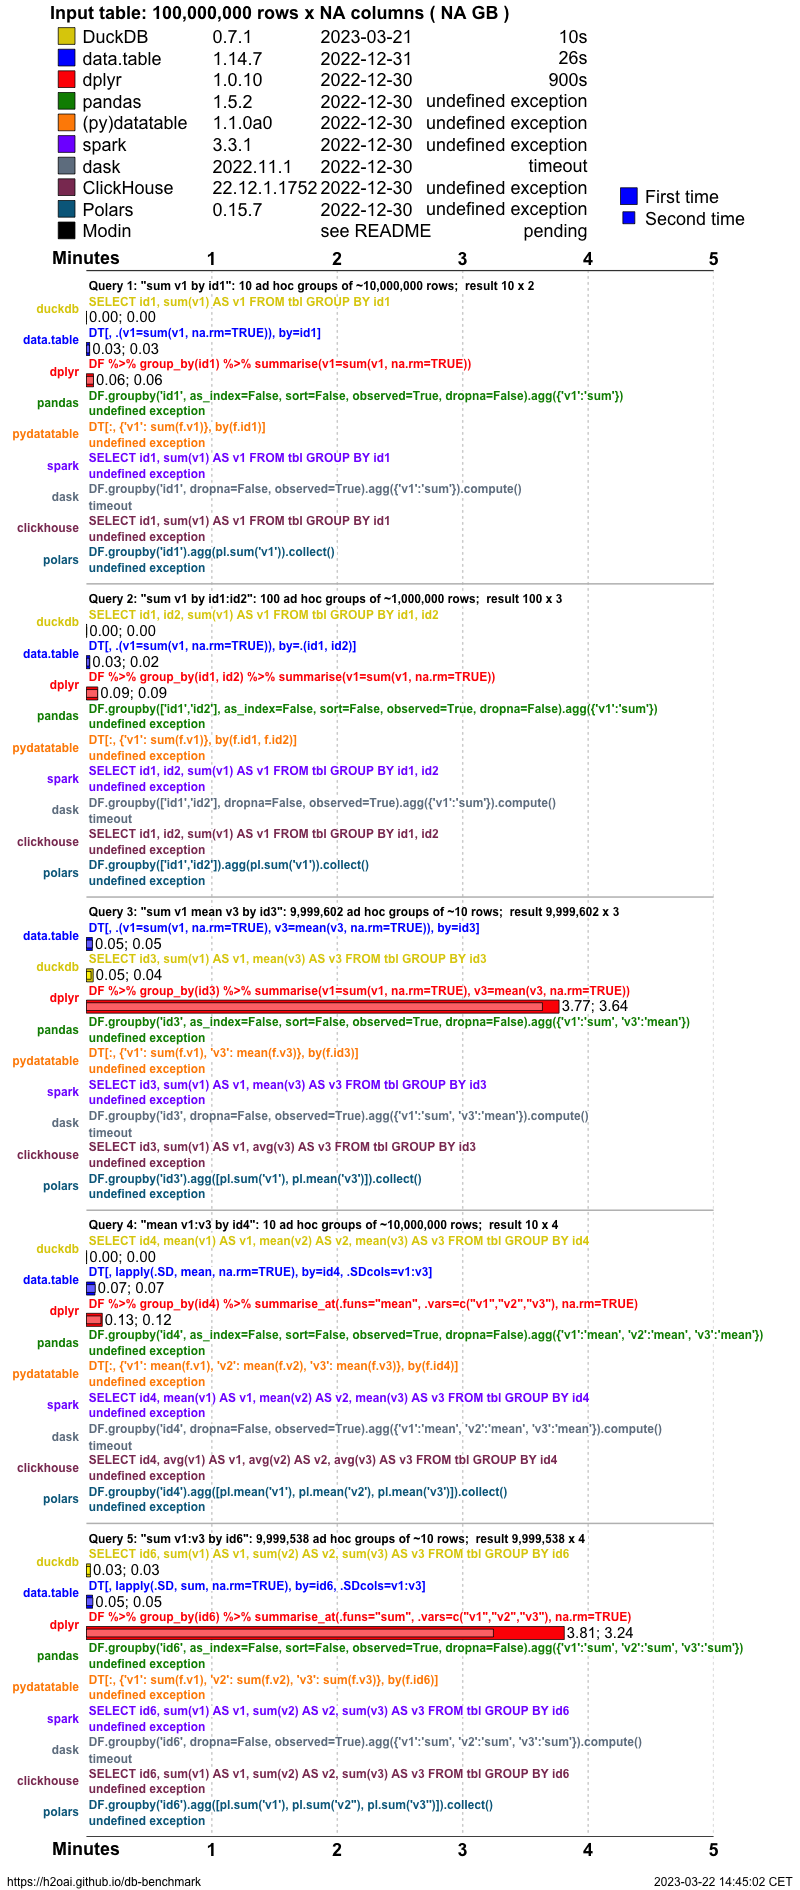 Input table: 100,000,000 rows x NA columns ( NA GB )
DuckDB 0.7.1 2023-03-21 10s
data.table 1.14.7 2022-12-31 26s
dplyr 1.0.10 2022-12-30 900s
pandas 1.5.2 2022-12-30 undefined exception
(py)datatable 1.1.0a0 2022-12-30 undefined exception
spark 3.3.1 2022-12-30 undefined exception
dask 2022.11.1 2022-12-30 timeout
ClickHouse 22.12.1.1752 2022-12-30 undefined exception
Polars 0.15.7 2022-12-30 undefined exception
Modin see README pending
First time
Second time
Minutes 1 2 3 4 5
Query 1: "sum v1 by id1": 10 ad hoc groups of ~10,000,000 rows; result 10 x 2
duckdb SELECT id1, sum(v1) AS v1 FROM tbl GROUP BY id1
0.00; 0.00
data.table DT[, .(v1=sum(v1, na.rm=TRUE)), by=id1]
0.03; 0.03
dplyr DF %>% group_by(id1) %>% summarise(v1=sum(v1, na.rm=TRUE))
0.06; 0.06
pandas DF.groupby('id1', as_index=False, sort=False, observed=True, dropna=False).agg({'v1':'sum'})
undefined exception
pydatatable DT[:, {'v1': sum(f.v1)}, by(f.id1)]
undefined exception
spark SELECT id1, sum(v1) AS v1 FROM tbl GROUP BY id1
undefined exception
dask DF.groupby('id1', dropna=False, observed=True).agg({'v1':'sum'}).compute()
timeout
clickhouse SELECT id1, sum(v1) AS v1 FROM tbl GROUP BY id1
undefined exception
polars DF.groupby('id1').agg(pl.sum('v1')).collect()
undefined exception
Query 2: "sum v1 by id1:id2": 100 ad hoc groups of ~1,000,000 rows; result 100 x 3
duckdb SELECT id1, id2, sum(v1) AS v1 FROM tbl GROUP BY id1, id2
0.00; 0.00
data.table DT[, .(v1=sum(v1, na.rm=TRUE)), by=.(id1, id2)]
0.03; 0.02
dplyr DF %>% group_by(id1, id2) %>% summarise(v1=sum(v1, na.rm=TRUE))
0.09; 0.09
pandas DF.groupby(['id1','id2'], as_index=False, sort=False, observed=True, dropna=False).agg({'v1':'sum'})
undefined exception
pydatatable DT[:, {'v1': sum(f.v1)}, by(f.id1, f.id2)]
undefined exception
spark SELECT id1, id2, sum(v1) AS v1 FROM tbl GROUP BY id1, id2
undefined exception
dask DF.groupby(['id1','id2'], dropna=False, observed=True).agg({'v1':'sum'}).compute()
timeout
clickhouse SELECT id1, id2, sum(v1) AS v1 FROM tbl GROUP BY id1, id2
undefined exception
polars DF.groupby(['id1','id2']).agg(pl.sum('v1')).collect()
undefined exception
Query 3: "sum v1 mean v3 by id3": 9,999,602 ad hoc groups of ~10 rows; result 9,999,602 x 3
data.table DT[, .(v1=sum(v1, na.rm=TRUE), v3=mean(v3, na.rm=TRUE)), by=id3]
0.05; 0.05
duckdb SELECT id3, sum(v1) AS v1, mean(v3) AS v3 FROM tbl GROUP BY id3
0.05; 0.04
dplyr DF %>% group_by(id3) %>% summarise(v1=sum(v1, na.rm=TRUE), v3=mean(v3, na.rm=TRUE))
3.77; 3.64
pandas DF.groupby('id3', as_index=False, sort=False, observed=True, dropna=False).agg({'v1':'sum', 'v3':'mean'})
undefined exception
pydatatable DT[:, {'v1': sum(f.v1), 'v3': mean(f.v3)}, by(f.id3)]
undefined exception
spark SELECT id3, sum(v1) AS v1, mean(v3) AS v3 FROM tbl GROUP BY id3
undefined exception
dask DF.groupby('id3', dropna=False, observed=True).agg({'v1':'sum', 'v3':'mean'}).compute()
timeout
clickhouse SELECT id3, sum(v1) AS v1, avg(v3) AS v3 FROM tbl GROUP BY id3
undefined exception
polars DF.groupby('id3').agg([pl.sum('v1'), pl.mean('v3')]).collect()
undefined exception
Query 4: "mean v1:v3 by id4": 10 ad hoc groups of ~10,000,000 rows; result 10 x 4
duckdb SELECT id4, mean(v1) AS v1, mean(v2) AS v2, mean(v3) AS v3 FROM tbl GROUP BY id4
0.00; 0.00
data.table DT[, lapply(.SD, mean, na.rm=TRUE), by=id4, .SDcols=v1:v3]
0.07; 0.07
dplyr DF %>% group_by(id4) %>% summarise_at(.funs="mean", .vars=c("v1","v2","v3"), na.rm=TRUE)
0.13; 0.12
pandas DF.groupby('id4', as_index=False, sort=False, observed=True, dropna=False).agg({'v1':'mean', 'v2':'mean', 'v3':'mean'})
undefined exception
pydatatable DT[:, {'v1': mean(f.v1), 'v2': mean(f.v2), 'v3': mean(f.v3)}, by(f.id4)]
undefined exception
spark SELECT id4, mean(v1) AS v1, mean(v2) AS v2, mean(v3) AS v3 FROM tbl GROUP BY id4
undefined exception
dask DF.groupby('id4', dropna=False, observed=True).agg({'v1':'mean', 'v2':'mean', 'v3':'mean'}).compute()
timeout
clickhouse SELECT id4, avg(v1) AS v1, avg(v2) AS v2, avg(v3) AS v3 FROM tbl GROUP BY id4
undefined exception
polars DF.groupby('id4').agg([pl.mean('v1'), pl.mean('v2'), pl.mean('v3')]).collect()
undefined exception
Query 5: "sum v1:v3 by id6": 9,999,538 ad hoc groups of ~10 rows; result 9,999,538 x 4
duckdb SELECT id6, sum(v1) AS v1, sum(v2) AS v2, sum(v3) AS v3 FROM tbl GROUP BY id6
0.03; 0.03
data.table DT[, lapply(.SD, sum, na.rm=TRUE), by=id6, .SDcols=v1:v3]
0.05; 0.05
dplyr DF %>% group_by(id6) %>% summarise_at(.funs="sum", .vars=c("v1","v2","v3"), na.rm=TRUE)
3.81; 3.24
pandas DF.groupby('id6', as_index=False, sort=False, observed=True, dropna=False).agg({'v1':'sum', 'v2':'sum', 'v3':'sum'})
undefined exception
pydatatable DT[:, {'v1': sum(f.v1), 'v2': sum(f.v2), 'v3': sum(f.v3)}, by(f.id6)]
undefined exception
spark SELECT id6, sum(v1) AS v1, sum(v2) AS v2, sum(v3) AS v3 FROM tbl GROUP BY id6
undefined exception
dask DF.groupby('id6', dropna=False, observed=True).agg({'v1':'sum', 'v2':'sum', 'v3':'sum'}).compute()
timeout
clickhouse SELECT id6, sum(v1) AS v1, sum(v2) AS v2, sum(v3) AS v3 FROM tbl GROUP BY id6
undefined exception
polars DF.groupby('id6').agg([pl.sum('v1'), pl.sum('v2"), pl.sum('v3")]).collect()
undefined exception
Minutes 1 2 3 4 5
https://h2oai.github.io/db-benchmark 2023-03-22 14:45:02 CET